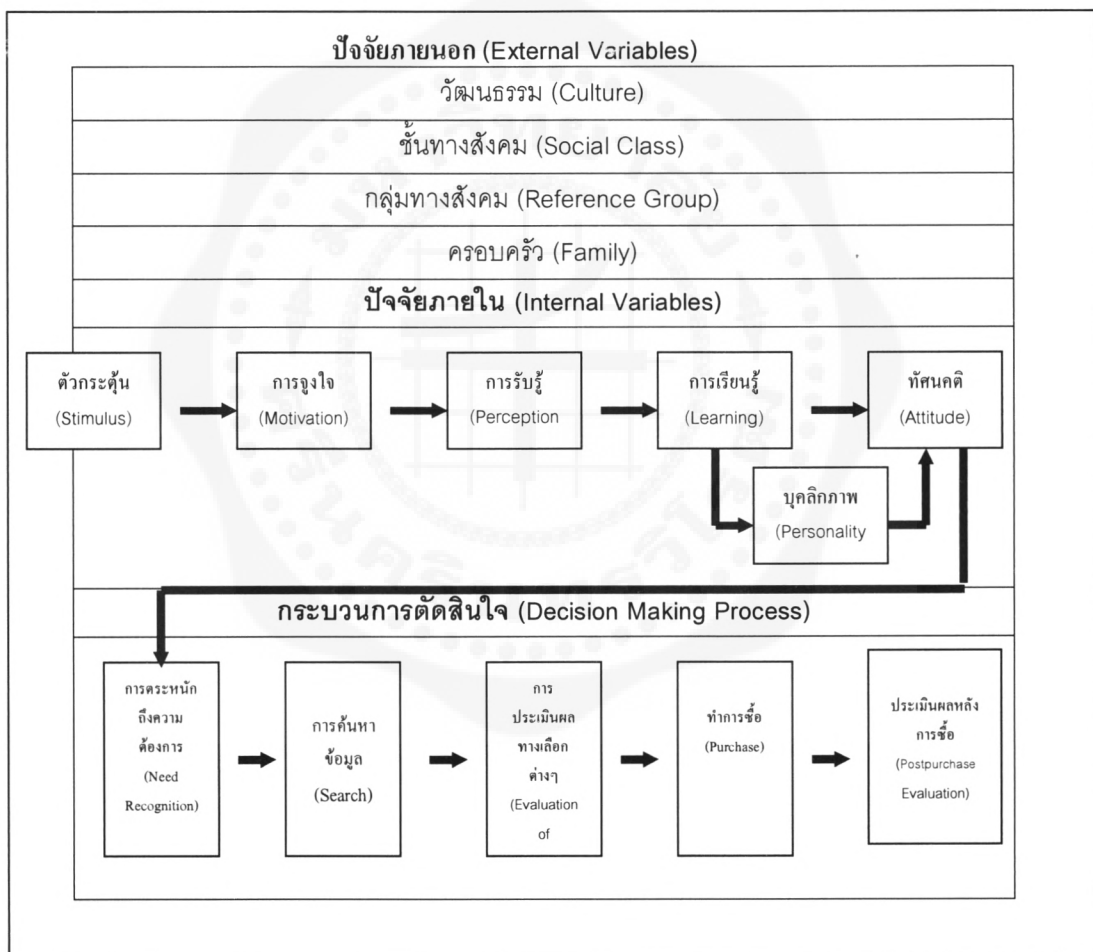 ปัจจัยภายนอก (External Variables)
วัฒนธรรม (Culture)
ชั้นทางสังคม (Social Class)
กลุ่มทางสังคม (Reference Group)
ครอบครัว (Family)
ปัจจัยภายใน (Internal Variables)
ตัวกระตุ้น
(Stimulus)
การจูงใจ
(Motivation)
การรับรู้
(Perception
การเรียนรู้
(Learning)
ทัศนคติ
(Attitude)
บุคลิกภาพ
(Personality
กระบวนการตัดสินใจ (Decision Making Process)
การตระหนัก
ถึงความ
ต้องการ
(Need
Recognition)
การค้นหา
ข้อมูล
(Search)
การ
ประเมินผล
ทางเลือก
ต่างๆ
(Evaluation
of
ทำการซื้อ
(Purchase)
ประเมินผลหลัง
การซื้อ
(Postpurchase
Evaluation)